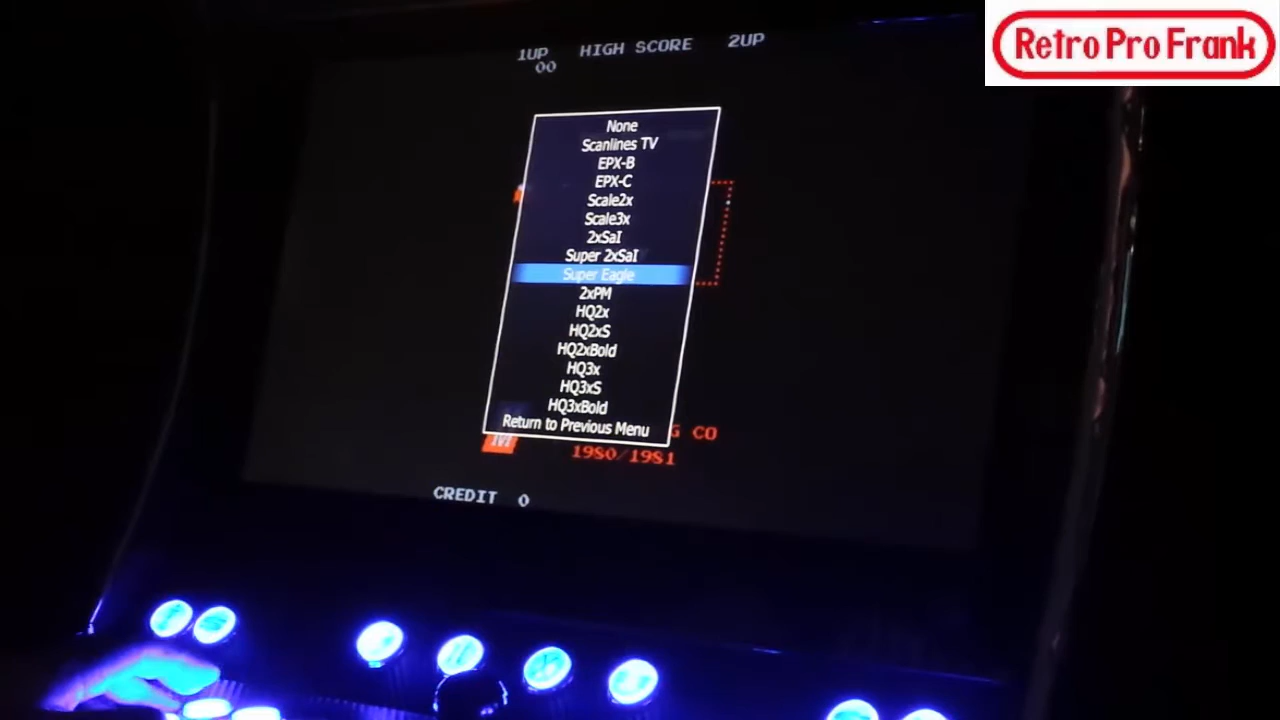 Retro Pro Frank
1UP HIGH SCORE 2UP
00
None
Scanlines TV
EPX-B
EPX-C
Scale2x
Scale3x
2xSaI
Super 2xSaI
Super Eagle
2xPM
HQ2x
HQ2xS
HQ2xBold
HQ3x
HQ3xS
HQ3xBold
Return to Previous Menu
CO
1980/1981
CREDIT 0